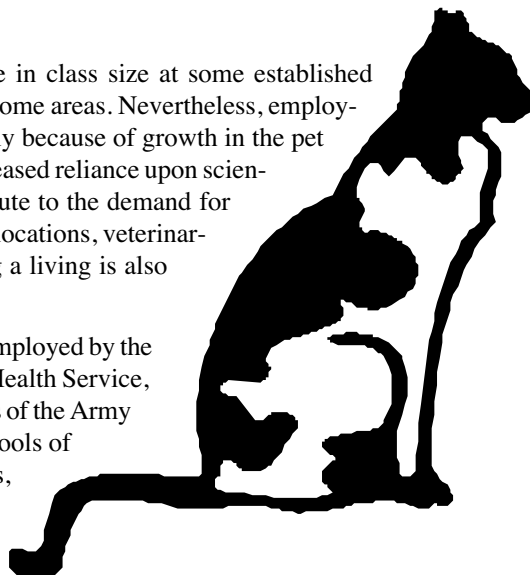 e in class size at some established
ome areas. Nevertheless, employ-
ly because of growth in the pet
eased reliance upon scien-
ute to the demand for
locations, veterinar-
g a living is also
mployed by the
Health Service,
s of the Army
ools of
s,